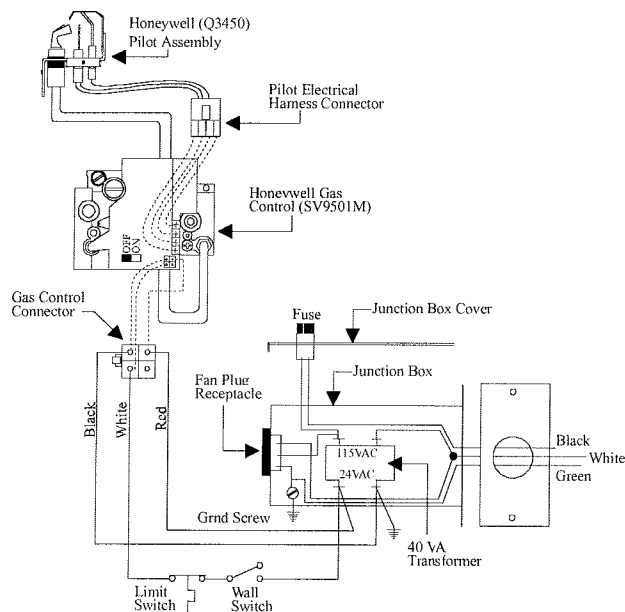 Honeywell (Q3450)
Pilot Assembly
Pilot Electrical
Harness Connector
Honeywell Gas
Control (SV9501M)
OFF
ON
Gas Control
Connector
Fuse
Junction Box Cover
Junction Box
Fan Plug
Receptacle
Black
White
Red
115VAC
24VAC
Black
White
Green
Grnd Screw
40 VA
Transformer
Limit
Switch
Wall
Switch